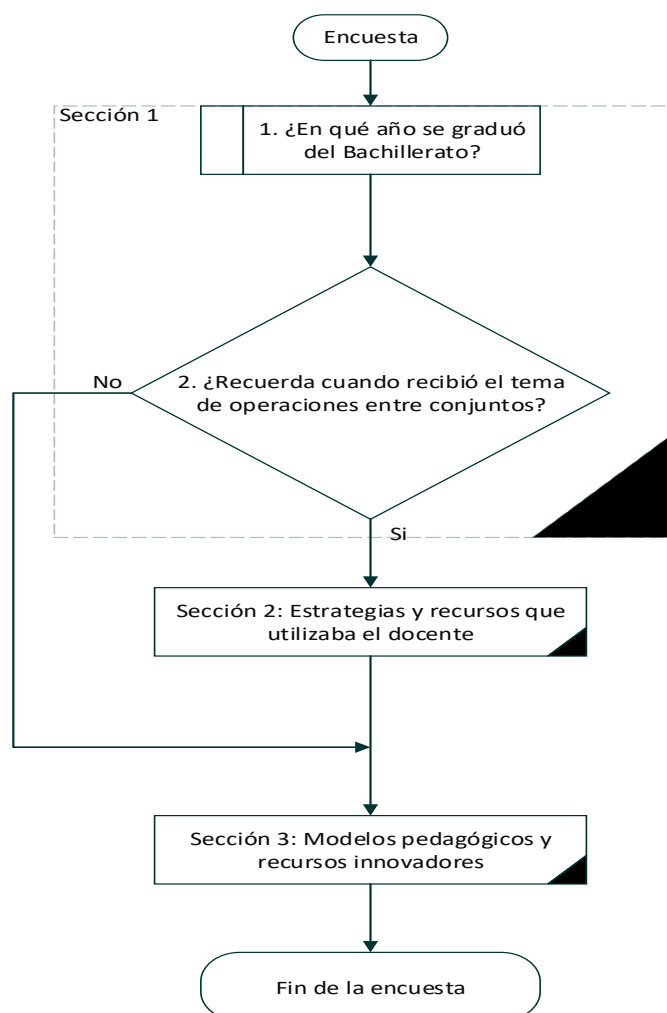 Encuesta
Sección 1
1. ¿En qué año se graduó
del Bachillerato?
No
2. ¿Recuerda cuando recibió el tema
de operaciones entre conjuntos?
Si
Sección 2: Estrategias y recursos que
utilizaba el docente
Sección 3: Modelos pedagógicos y
recursos innovadores
Fin de la encuesta